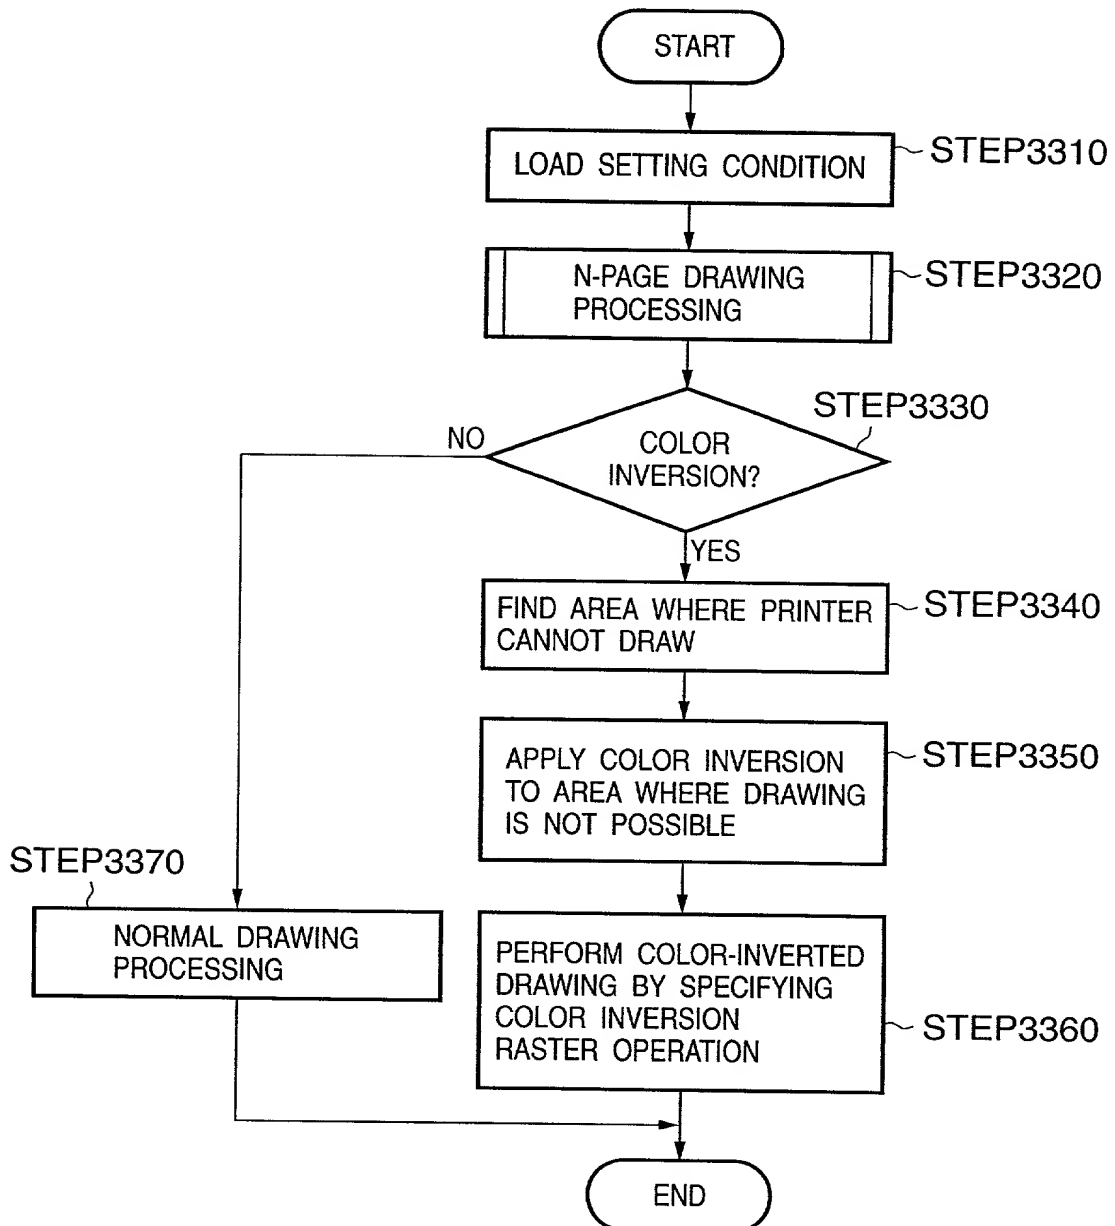 START
LOAD SETTING CONDITION
STEP3310
N-PAGE DRAWING
PROCESSING
STEP3320
COLOR
INVERSION?
STEP3330
NO
YES
FIND AREA WHERE PRINTER
CANNOT DRAW
STEP3340
APPLY COLOR INVERSION
TO AREA WHERE DRAWING
IS NOT POSSIBLE
STEP3350
STEP3370
NORMAL DRAWING
PROCESSING
PERFORM COLOR-INVERTED
DRAWING BY SPECIFYING
COLOR INVERSION
RASTER OPERATION
STEP3360
END